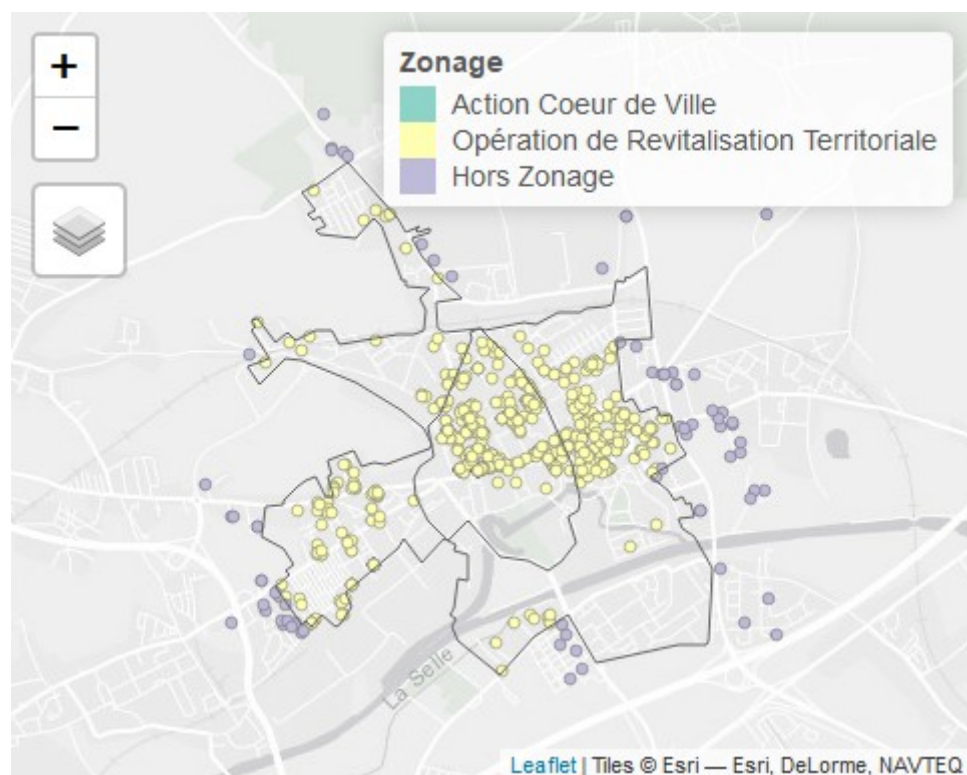 +
−
Zonage
Action Coeur de Ville
Opération de Revitalisation Territoriale
Hors Zonage
La Selle
Leaflet | Tiles © Esri — Esri, DeLorme, NAVTEQ